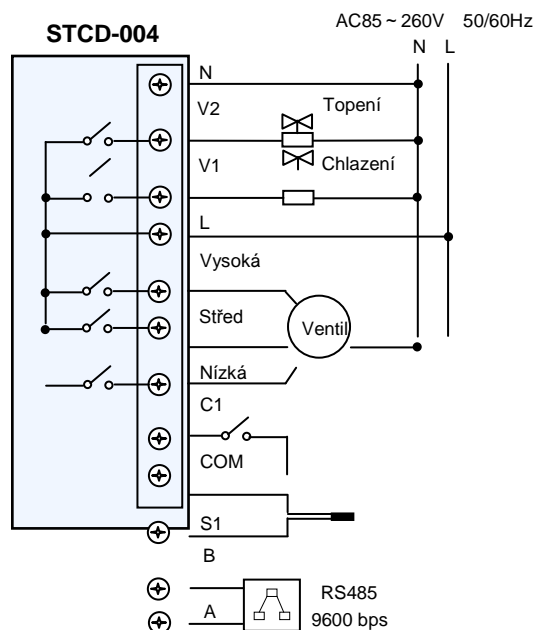 AC85 ~ 260V 50/60Hz
STCD-004
N L
N
V2
Topení
V1
Chlazení
L
Vysoká
Střed
Ventil
Nízká
C1
COM
S1
B
RS485
A
9600 bps